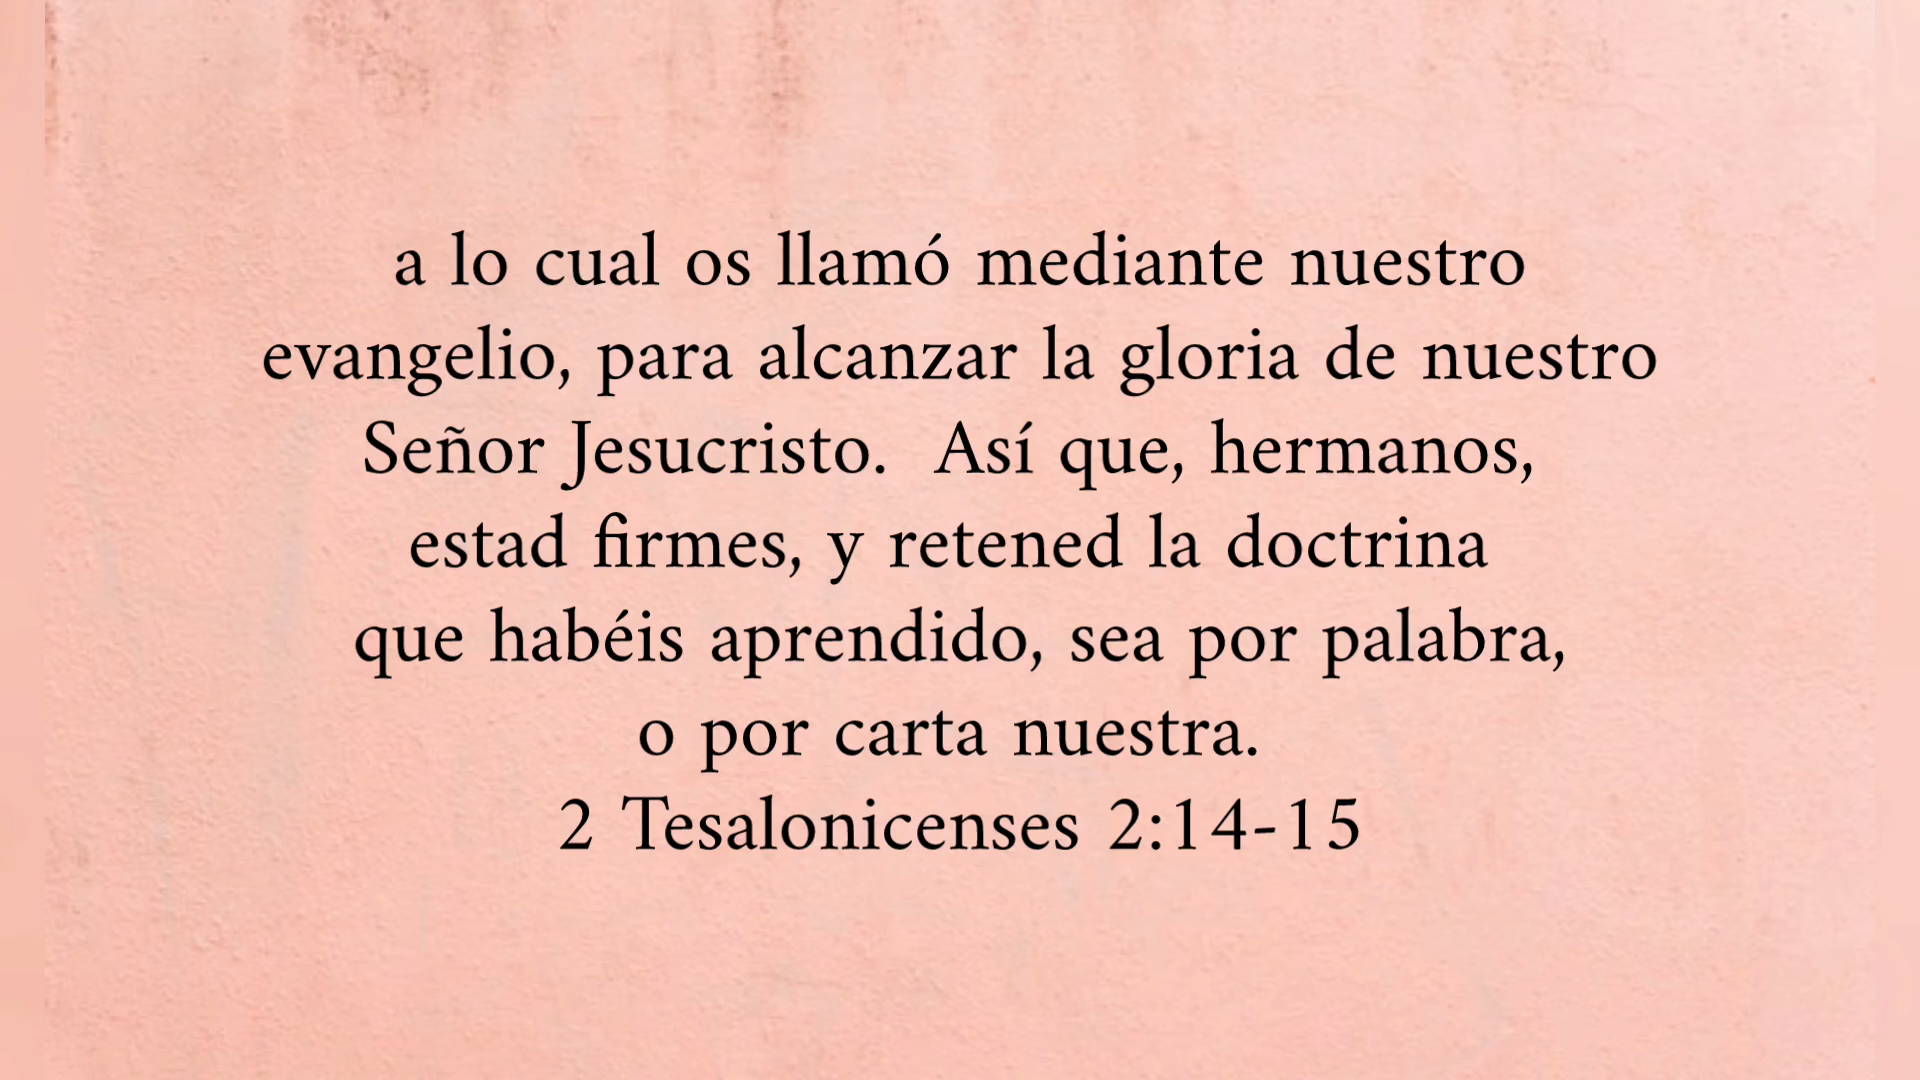 a lo cual os llamó mediante nuestro
evangelio, para alcanzar la gloria de nuestro
Señor Jesucristo.  Así que, hermanos,
estad firmes, y retened la doctrina
que habéis aprendido, sea por palabra,
o por carta nuestra.
2 Tesalonicenses 2:14-15